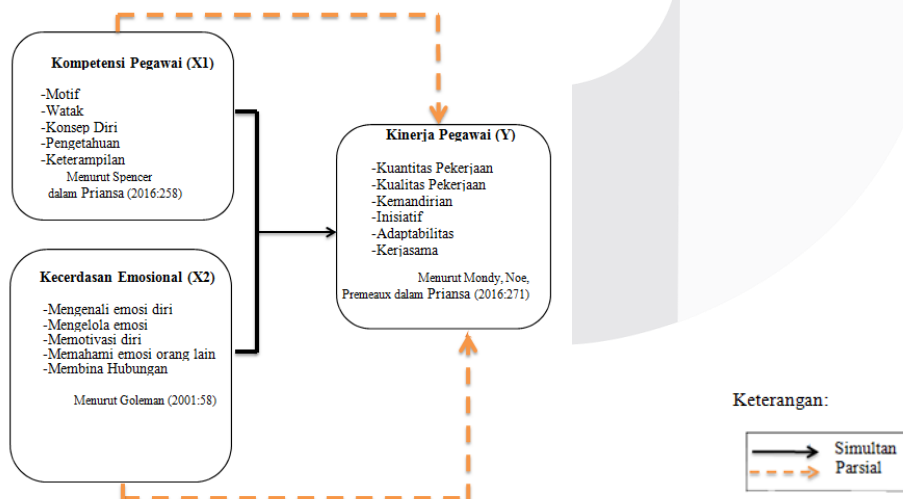 Kompetensi Pegawai (X1)
-Motif
-Watak
-Konsep Diri
-Pengetahuan
-Keterampilan
Menurut Spencer
dalam Priansa (2016:258)
Kecerdasan Emosional (X2)
-Mengenali emosi diri
-Mengelola emosi
-Memotivasi diri
-Memahami emosi orang lain
-Membina Hubungan
Menurut Goleman (2001:58)
Kinerja Pegawai (Y)
-Kuantitas Pekerjaan
-Kualitas Pekerjaan
-Kemandirian
-Inisiatif
-Adaptabilitas
-Kerjasama
Menurut Mondy, Noe,
Premeaux dalam Priansa (2016:271)
Keterangan:
Simultan
Parsial